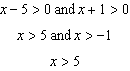 x − 5 > 0 and x + 1 > 0
x > 5 and x > −1
x > 5